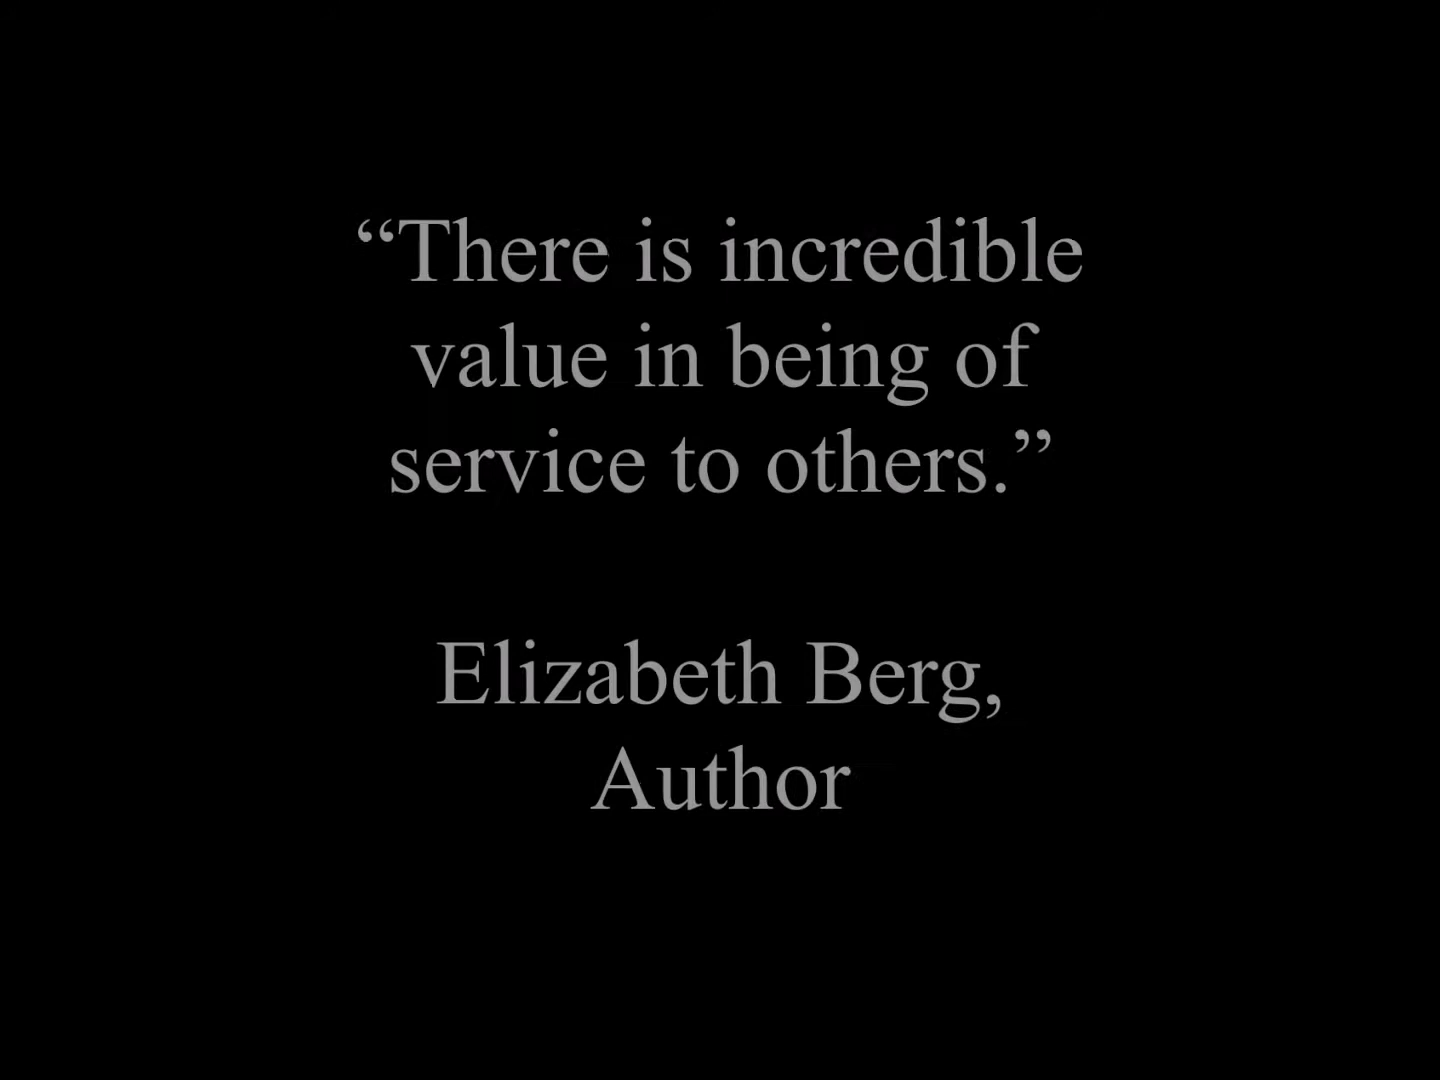 “There is incredible
value in being of
service to others.”
Elizabeth Berg,
Author